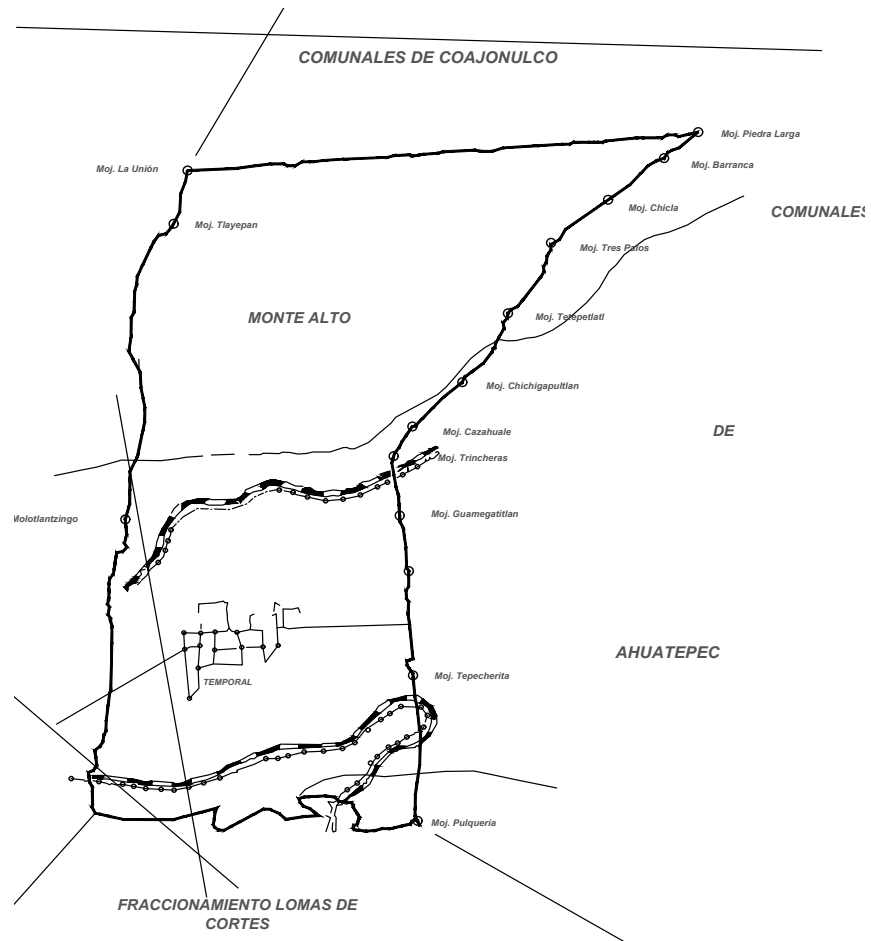 COMUNALES DE COAJONULCO
Moj. Piedra Larga
Moj. Barranca
Moj. La Unión
Moj. Chicla
COMUNALES
Moj. Tlayepan
Moj. Tres Palos
MONTE ALTO
Moj. Tetepetlatl
Moj. Chichigapultlan
Moj. Cazahuale
DE
Moj. Trincheras
Moj. Guamegatitlan
Molotlantzingo
AHUATEPEC
Moj. Tepecherita
TEMPORAL
Moj. Pulquería
FRACCIONAMIENTO LOMAS DE
CORTES